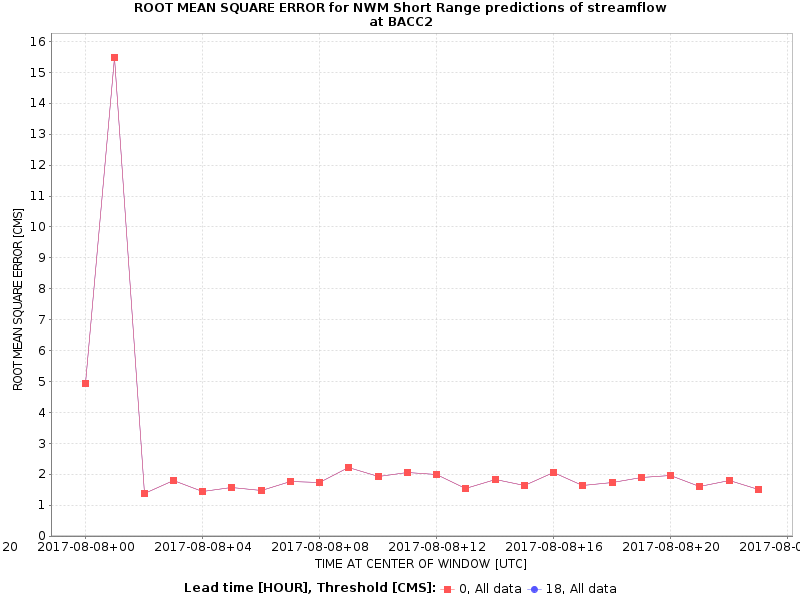 ROOT MEAN SQUARE ERROR for NWM Short Range predictions of streamflow
at BACC2
16
15
14
13
12
11
10
9
8
7
6
5
4
3
2
1
0
ROOT MEAN SQUARE ERROR [CMS]
20 2017-08-08+00 2017-08-08+04 2017-08-08+08 2017-08-08+12 2017-08-08+16 2017-08-08+20 2017-08-0
TIME AT CENTER OF WINDOW [UTC]
Lead time [HOUR], Threshold [CMS]: 0, All data 18, All data